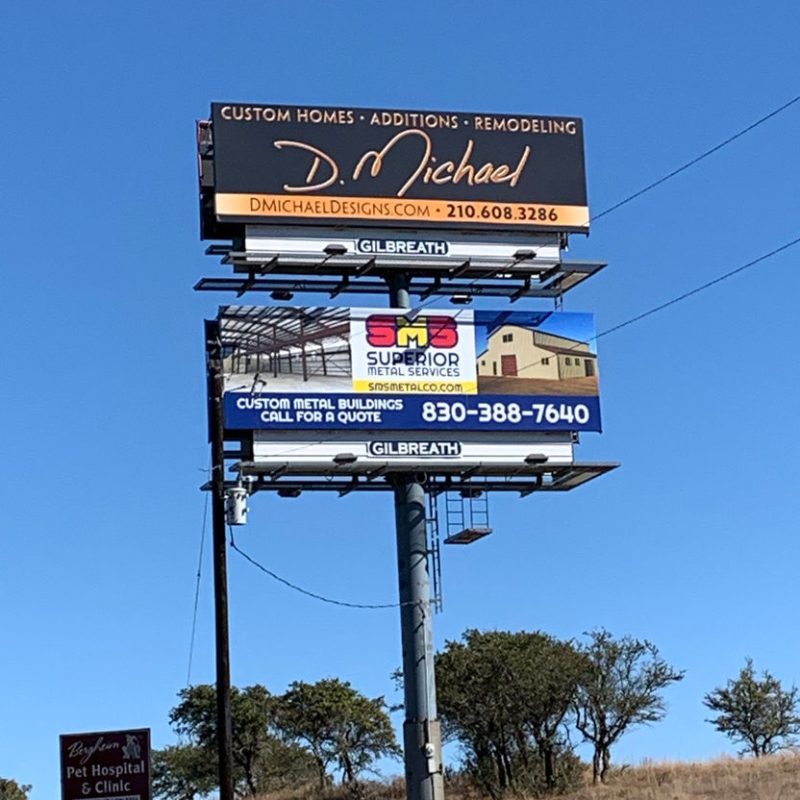 CUSTOM HOMES • ADDITIONS • REMODELING
D. Michael
DMICHAELDESIGNS.COM • 210.608.3286
GILBREATH
SMS
SUPERIOR
METAL SERVICES
SMSMETALCO.COM
CUSTOM METAL BUILDINGS
CALL FOR A QUOTE
830-388-7640
GILBREATH
Bergheim
Pet Hospital
& Clinic